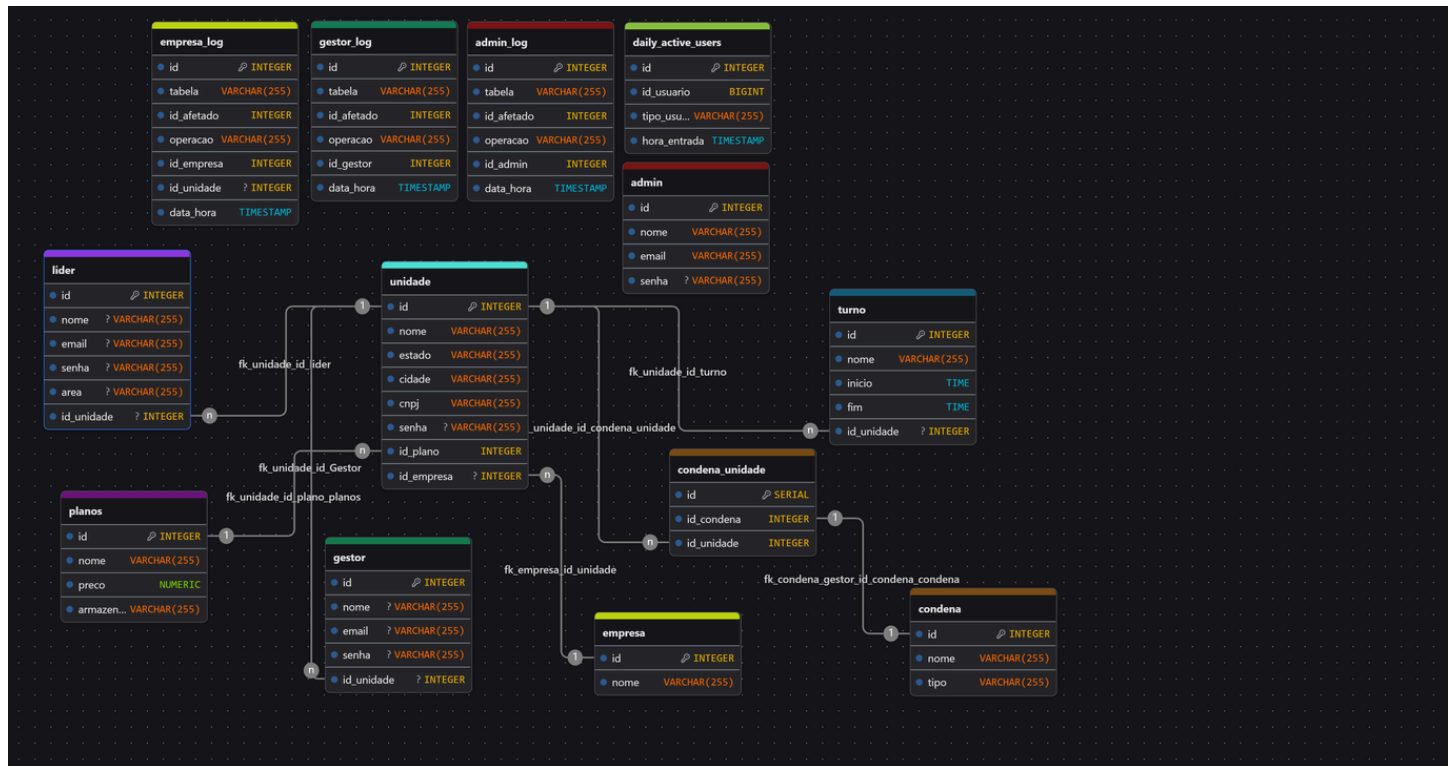 empresa_log
id INTEGER
tabela VARCHAR(255)
id_afetado INTEGER
operacao VARCHAR(255)
id_empresa INTEGER
id_unidade ? INTEGER
data_hora TIMESTAMP
gestor_log
id INTEGER
tabela VARCHAR(255)
id_afetado INTEGER
operacao VARCHAR(255)
id_gestor INTEGER
data_hora TIMESTAMP
admin_log
id INTEGER
tabela VARCHAR(255)
id_afetado INTEGER
operacao VARCHAR(255)
id_admin INTEGER
data_hora TIMESTAMP
daily_active_users
id INTEGER
id_usuario BIGINT
tipo_usu... VARCHAR(255)
hora_entrada TIMESTAMP
admin
id INTEGER
nome VARCHAR(255)
email VARCHAR(255)
senha ? VARCHAR(255)
lider
id INTEGER
nome ? VARCHAR(255)
email ? VARCHAR(255)
senha ? VARCHAR(255)
area ? VARCHAR(255)
id_unidade ? INTEGER
n
fk_unidade_id_lider
1
unidade
id INTEGER
nome VARCHAR(255)
estado VARCHAR(255)
cidade VARCHAR(255)
cnpj VARCHAR(255)
senha ? VARCHAR(255)
id_plano INTEGER
id_empresa ? INTEGER
1
n
n
fk_unidade_id_turno
_unidade_id_condena_unidade
turno
id INTEGER
nome VARCHAR(255)
inicio TIME
fim TIME
id_unidade ? INTEGER
n
fk_unidade_id_Gestor
fk_unidade_id_plano_planos
planos
id INTEGER
nome VARCHAR(255)
preco NUMERIC
armazen... VARCHAR(255)
1
gestor
id INTEGER
nome ? VARCHAR(255)
email ? VARCHAR(255)
senha ? VARCHAR(255)
id_unidade ? INTEGER
n
fk_empresa_id_unidade
condena_unidade
id SERIAL
id_condena INTEGER
id_unidade INTEGER
1
n
fk_condena_gestor_id_condena_condena
empresa
id INTEGER
nome VARCHAR(255)
1
condena
id INTEGER
nome VARCHAR(255)
tipo VARCHAR(255)
1